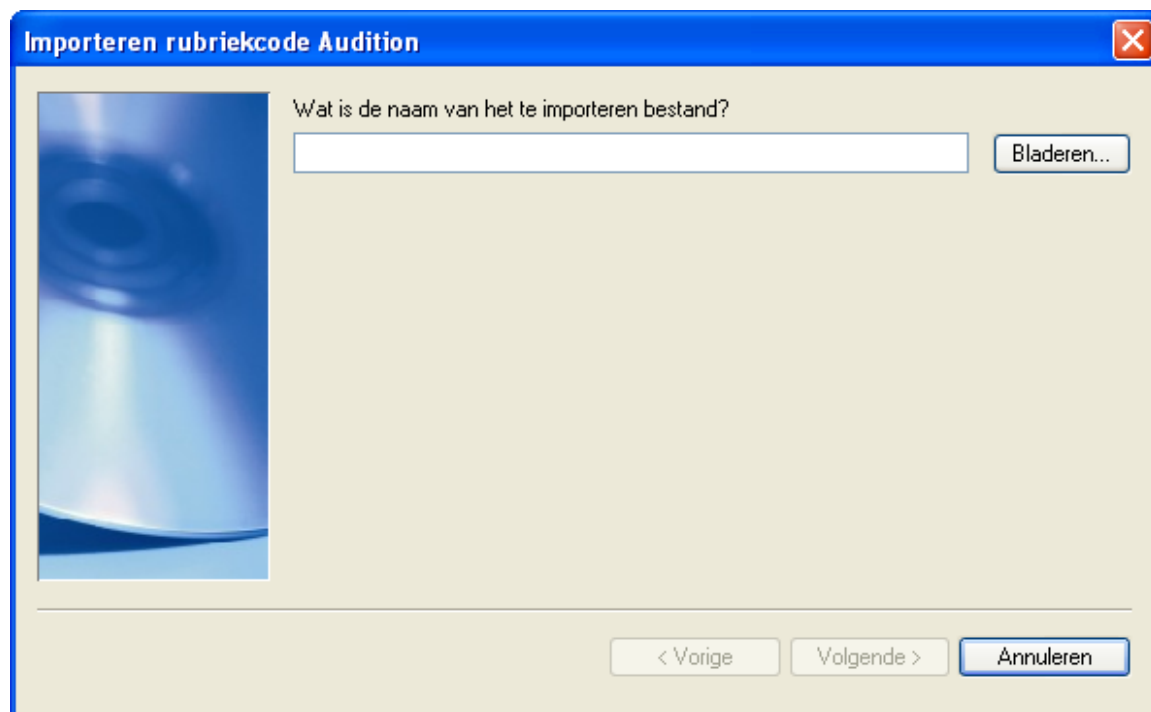 Importeren rubriekcode Audition
Wat is de naam van het te importeren bestand?
Bladeren...
< Vorige
Volgende >
Annuleren